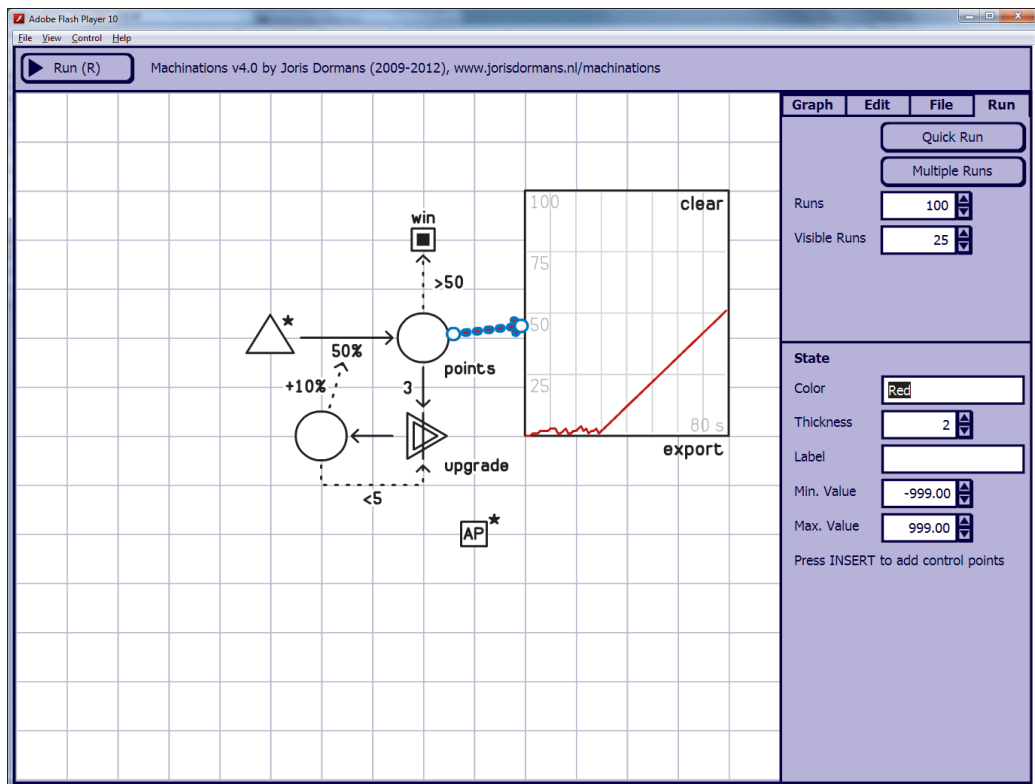 Adobe Flash Player 10
File View Control Help
Run (R)
Machinations v4.0 by Joris Dormans (2009-2012), www.jorisdormans.nl/machinations
Graph Edit File Run
Quick Run
Multiple Runs
Runs 100
Visible Runs 25
win
>50
*
50%
points
+10%
3
upgrade
<5
AP *
100 clear
75
50
25
80 s
export
State
Color Red
Thickness 2
Label
Min. Value -999.00
Max. Value 999.00
Press INSERT to add control points